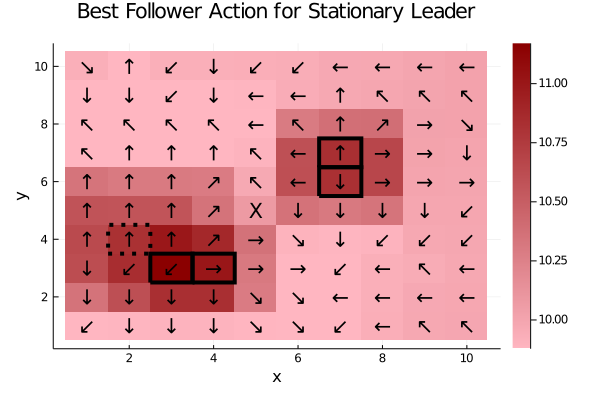 Best Follower Action for Stationary Leader
10 ↘ ↑ ↙ ↓ ↙ ↙ ← ← ← ←
↓ ↓ ↙ ↓ ← ← ↑ ↖ ↖ ↖
8 ↖ ↖ ↖ ↖ ↖ ↖ ↑ ↗ → ↘
↖ ↑ ↑ ↑ ↖ ← ↑ → → ↓
6 ↑ ↑ ↑ ↗ ↖ ← ↓ → → →
↑ ↑ ↑ ↗ X ↓ ↓ ↓ ↓ ↙
4 ↑ ↑ ↑ ↗ → ↘ ↓ ↙ ↙ ↙
↓ ↙ ↙ → → → ↙ ← ↖ ←
2 ↓ ↓ ↓ ↓ ↘ ↘ ← ← ← ←
↙ ↓ ↓ ↓ ↘ ↘ ↙ ← ↖ ↖
2 4 6 8 10
x
y
11.00
10.75
10.50
10.25
10.00